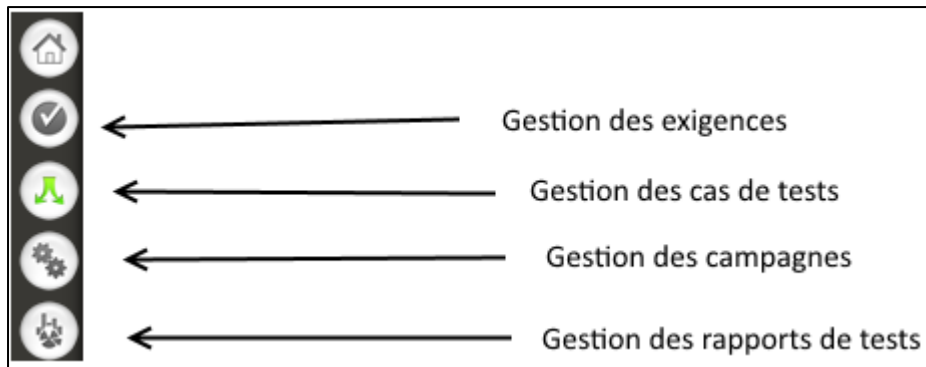 Gestion des exigences
Gestion des cas de tests
Gestion des campagnes
Gestion des rapports de tests